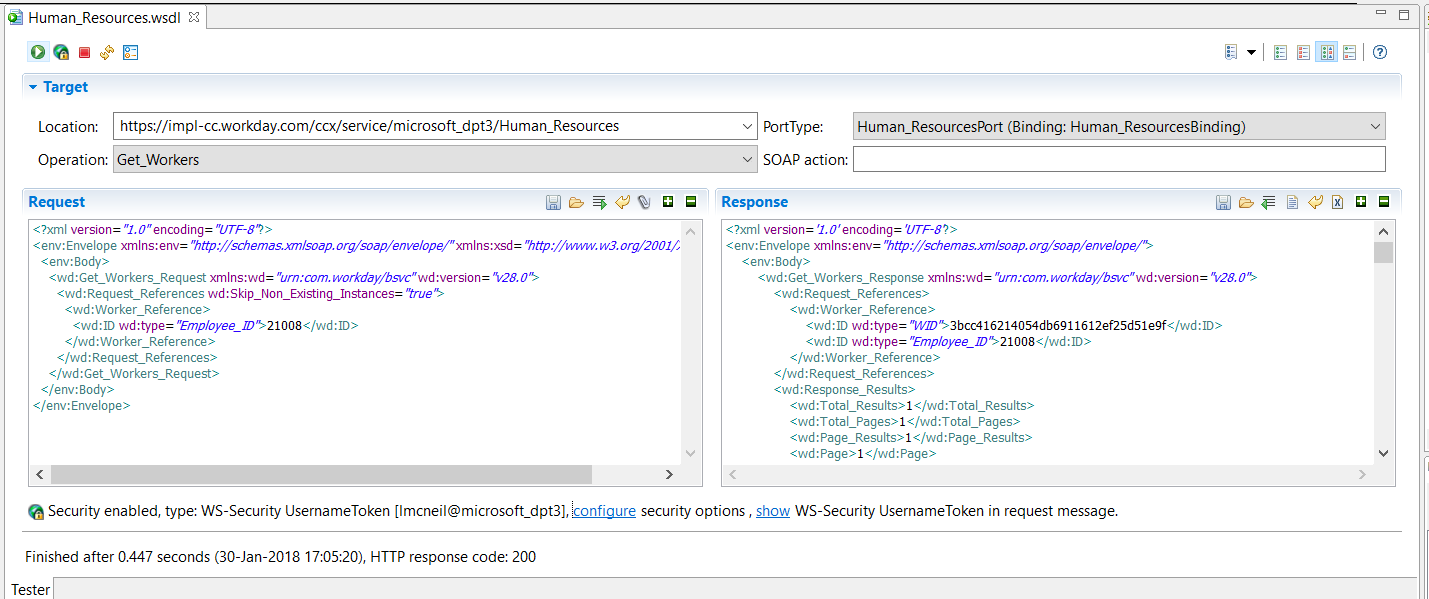 Human_Resources.wsdl
Target
Location: https://impl-cc.workday.com/ccx/service/microsoft_dpt3/Human_Resources PortType: Human_ResourcesPort (Binding: Human_ResourcesBinding)
Operation: Get_Workers SOAP action:
Request
<?xml version="1.0" encoding="UTF-8"?>
<env:Envelope xmlns:env="http://schemas.xmlsoap.org/soap/envelope/" xmlns:xsd="http://www.w3.org/2001/
<env:Body>
<wd:Get_Workers_Request xmlns:wd="urn:com.workday/bsvc" wd:version="v28.0">
<wd:Request_References wd:Skip_Non_Existing_Instances="true">
<wd:Worker_Reference>
<wd:ID wd:type="Employee_ID">21008</wd:ID>
</wd:Worker_Reference>
</wd:Request_References>
</wd:Get_Workers_Request>
</env:Body>
</env:Envelope>
Response
<?xml version='1.0' encoding='UTF-8'?>
<env:Envelope xmlns:env="http://schemas.xmlsoap.org/soap/envelope/">
<env:Body>
<wd:Get_Workers_Response xmlns:wd="urn:com.workday/bsvc" wd:version="v28.0">
<wd:Request_References>
<wd:Worker_Reference>
<wd:ID wd:type="WID">3bcc416214054db6911612ef25d51e9f</wd:ID>
<wd:ID wd:type="Employee_ID">21008</wd:ID>
</wd:Worker_Reference>
</wd:Request_References>
<wd:Response_Results>
<wd:Total_Results>1</wd:Total_Results>
<wd:Total_Pages>1</wd:Total_Pages>
<wd:Page_Results>1</wd:Page_Results>
<wd:Page>1</wd:Page>
Security enabled, type: WS-Security UsernameToken [lmcneil@microsoft_dpt3], configure security options , show WS-Security UsernameToken in request message.
Finished after 0.447 seconds (30-Jan-2018 17:05:20), HTTP response code: 200
Tester